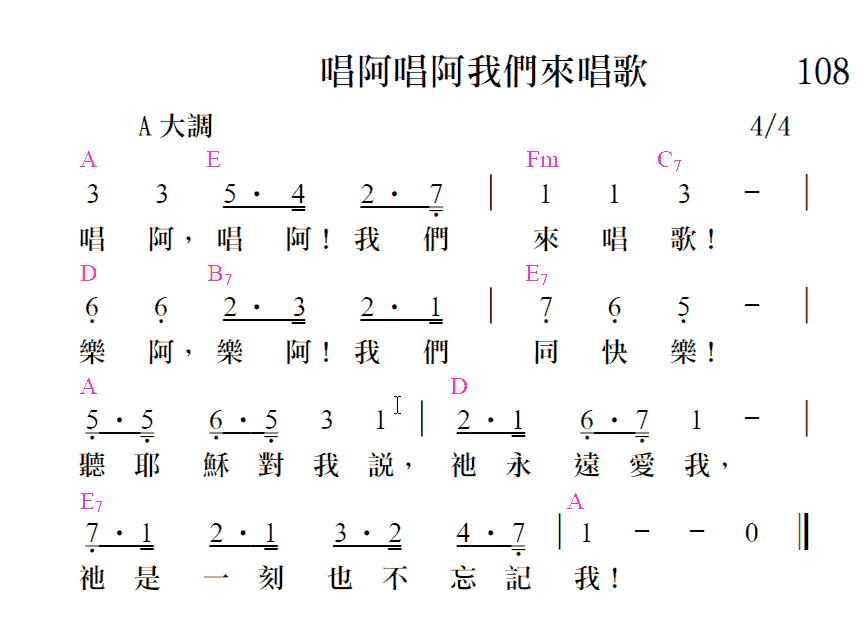 唱阿唱阿我們來唱歌 108
A 大調 4/4
A E Fm C7
3 3 5 · 4 2 · 7 | 1 1 3 − |
唱 阿，唱 阿！我 們 來 唱 歌！
D B7 E7
6 6 2 · 3 2 · 1 | 7 6 5 − |
樂 阿，樂 阿！我 們 同 快 樂！
A D
5 · 5 6 · 5 3 1 | 2 · 1 6 · 7 1 − |
聽 耶 穌 對 我 説，祂 永 遠 愛 我，
E7 A
7 · 1 2 · 1 3 · 2 4 · 7 | 1 − − 0 ‖
祂 是 一 刻 也 不 忘 記 我！